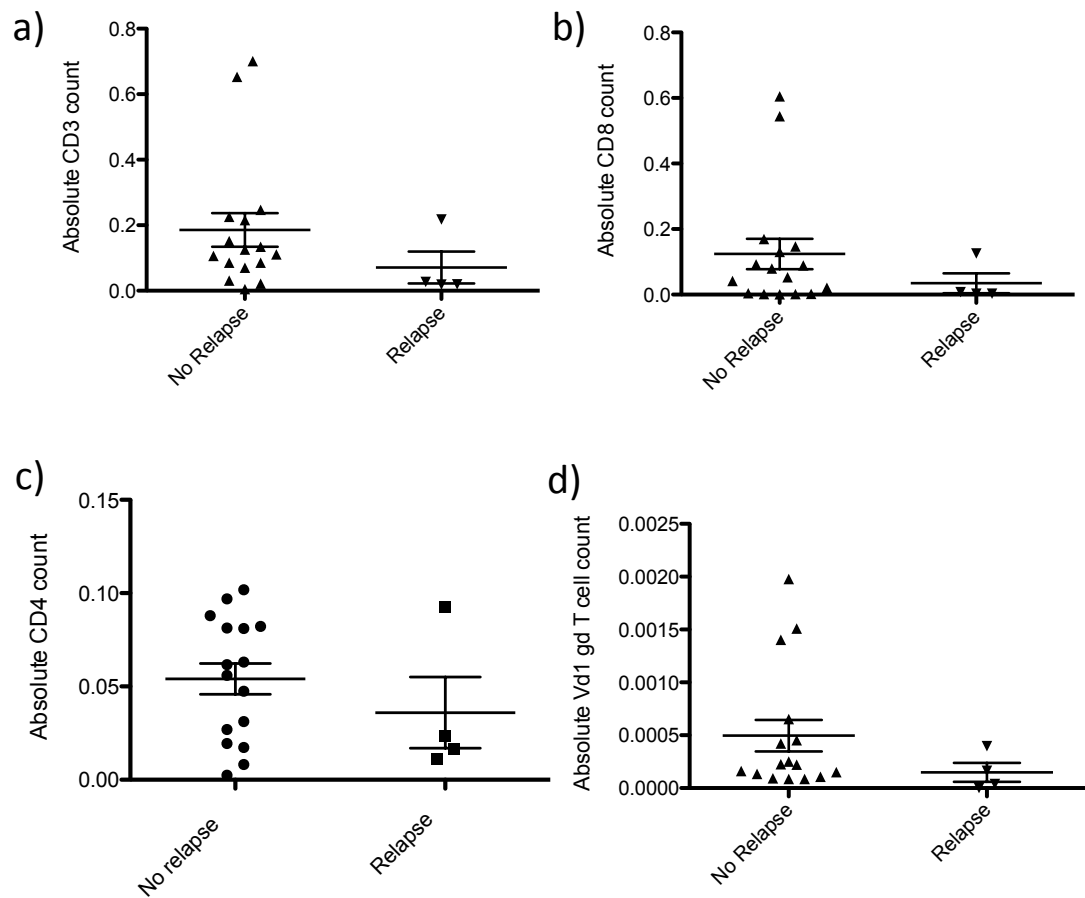 a)
Absolute CD3 count
0.8
0.6
0.4
0.2
0.0
No Relapse
Relapse
b)
Absolute CD8 count
0.8
0.6
0.4
0.2
0.0
No Relapse
Relapse
c)
Absolute CD4 count
0.15
0.10
0.05
0.00
No relapse
Relapse
d)
Absolute Vd1 gd T cell count
0.0025
0.0020
0.0015
0.0010
0.0005
0.0000
No Relapse
Relapse